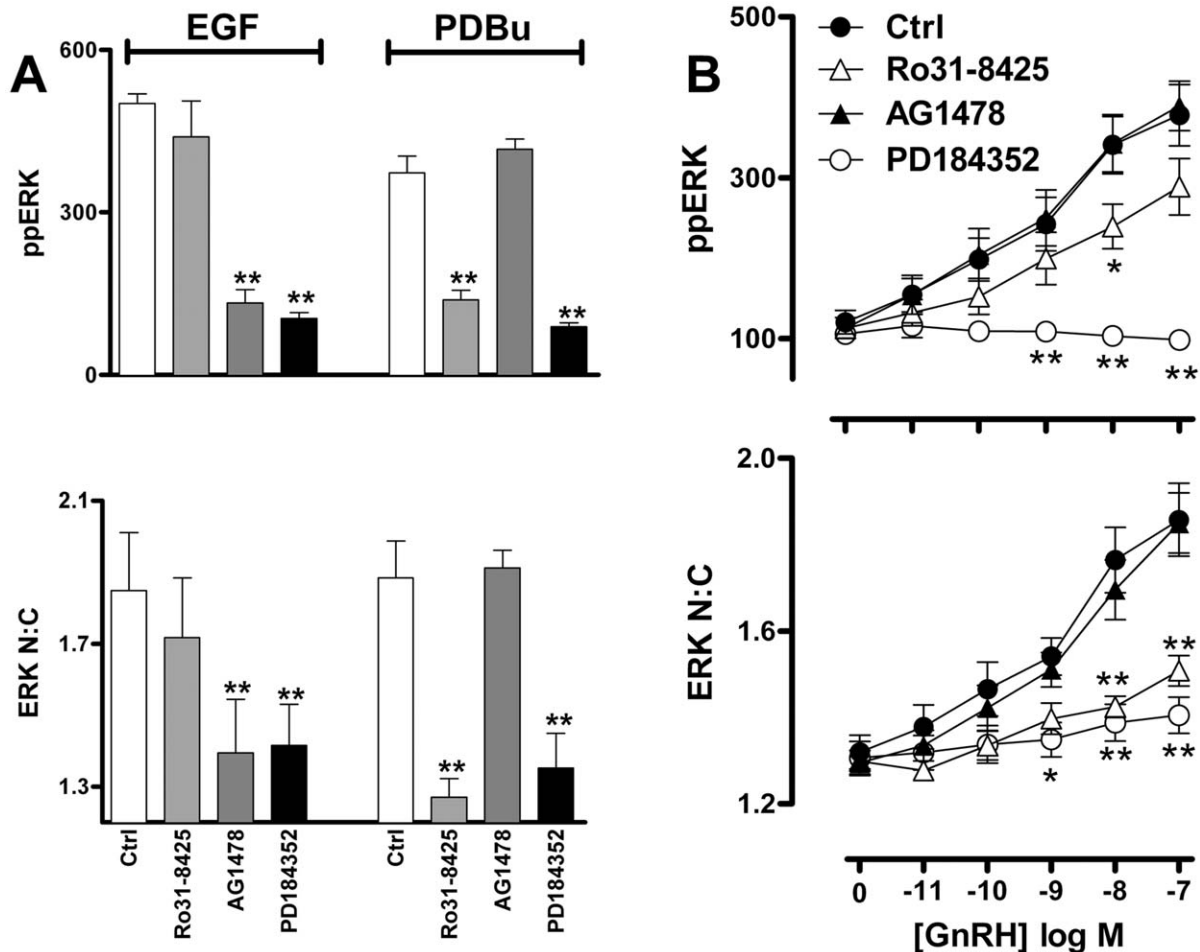 A
EGF
PDBu
600
300
0
ppERK
**
**
**
**
2.1
1.7
1.3
ERK N:C
**
**
**
**
Ctrl
Ro31-8425
AG1478
PD184352
Ctrl
Ro31-8425
AG1478
PD184352
B
Ctrl
Ro31-8425
AG1478
PD184352
500
300
100
ppERK
*
**
**
**
2.0
1.6
1.2
ERK N:C
**
**
*
**
**
0
-11
-10
-9
-8
-7
[GnRH] log M